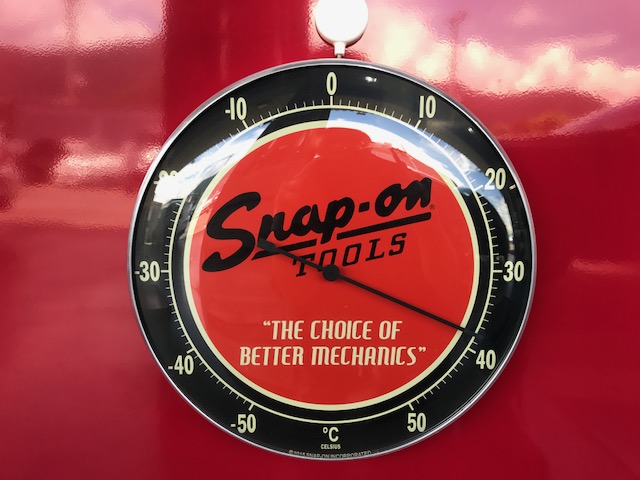 0
-10
10
20
-30
30
-40
40
-50
50
Snap-on
TOOLS
"THE CHOICE OF
BETTER MECHANICS"
°C
CELSIUS